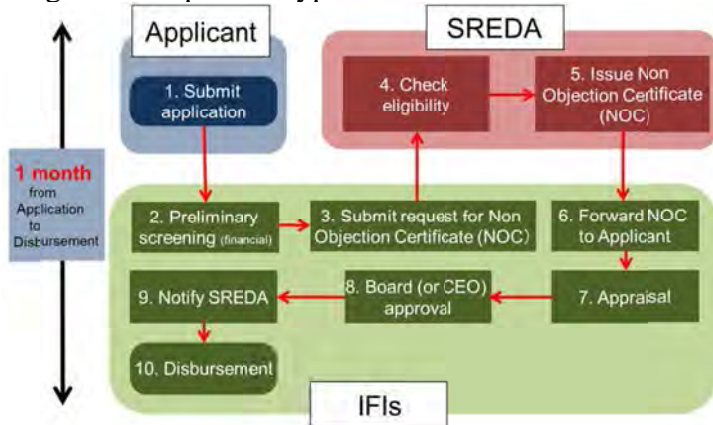 Applicant
SREDA
1. Submit
application
4. Check
eligibility
5. Issue Non
Objection Certificate
(NOC)
1 month
from
Application
to
Disbursement
2. Preliminary
screening (financial)
3. Submit request for Non
Objection Certificate (NOC)
6. Forward NOC
to Applicant
9. Notify SREDA
8. Board (or CEO)
approval
7. Appraisal
10. Disbursement
IFIs